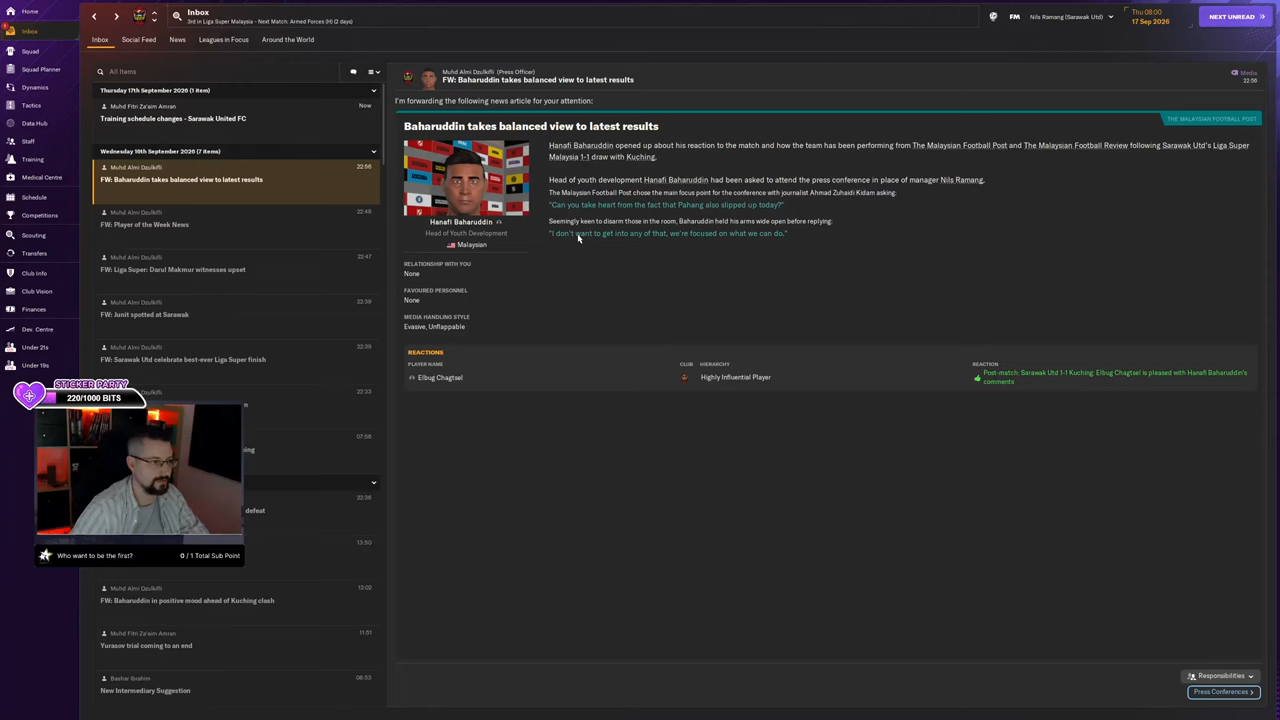 Home
Inbox
Squad
Squad Planner
Dynamics
Tactics
Data Hub
Staff
Training
Medical Centre
Schedule
Competitions
Scouting
Transfers
Club Info
Club Vision
Finances
Dev. Centre
Under 21s
Under 19s
Inbox
3rd in Liga Super Malaysia - Next Match: Armed Forces (H) (2 days)
FM
Nils Ramang (Sarawak Utd)
Thu 08:00
17 Sep 2026
NEXT UNREAD
Inbox
Social Feed
News
Leagues in Focus
Around the World
All Items
Thursday 17th September 2026 (1 item)
Muhd Fitri Za'aim Amran
Now
Training schedule changes - Sarawak United FC
Wednesday 16th September 2026 (7 items)
Muhd Almi Dzulkifli
22:56
FW: Baharuddin takes balanced view to latest results
Muhd Almi Dzulkifli
22:48
FW: Player of the Week News
Muhd Almi Dzulkifli
22:47
FW: Liga Super: Darul Makmur witnesses upset
Muhd Almi Dzulkifli
22:39
FW: Junit spotted at Sarawak
Muhd Almi Dzulkifli
22:39
FW: Sarawak Utd celebrate best-ever Liga Super finish
22:33
07:56
22:36
defeat
13:50
Muhd Almi Dzulkifli
12:02
FW: Baharuddin in positive mood ahead of Kuching clash
Muhd Fitri Za'aim Amran
11:51
Yurasov trial coming to an end
Bashar Ibrahim
08:53
New Intermediary Suggestion
STICKER PARTY
220/1000 BITS
Who want to be the first?
0 / 1 Total Sub Point
Muhd Almi Dzulkifli (Press Officer)
FW: Baharuddin takes balanced view to latest results
Media
22:56
I'm forwarding the following news article for your attention:
THE MALAYSIAN FOOTBALL POST
Baharuddin takes balanced view to latest results
Hanafi Baharuddin
Head of Youth Development
Malaysian
RELATIONSHIP WITH YOU
None
FAVOURED PERSONNEL
None
MEDIA HANDLING STYLE
Evasive, Unflappable
Hanafi Baharuddin opened up about his reaction to the match and how the team has been performing from The Malaysian Football Post and The Malaysian Football Review following Sarawak Utd's Liga Super
Malaysia 1-1 draw with Kuching.
Head of youth development Hanafi Baharuddin had been asked to attend the press conference in place of manager Nils Ramang.
The Malaysian Football Post chose the main focus point for the conference with journalist Ahmad Zuhaidi Kidam asking:
"Can you take heart from the fact that Pahang also slipped up today?"
Seemingly keen to disarm those in the room, Baharuddin held his arms wide open before replying:
"I don't want to get into any of that, we're focused on what we can do."
REACTIONS
PLAYER NAME
CLUB
HIERARCHY
REACTION
Elbug Chagtsel
Highly Influential Player
Post-match: Sarawak Utd 1-1 Kuching: Elbug Chagtsel is pleased with Hanafi Baharuddin's
comments
Responsibilities
Press Conferences